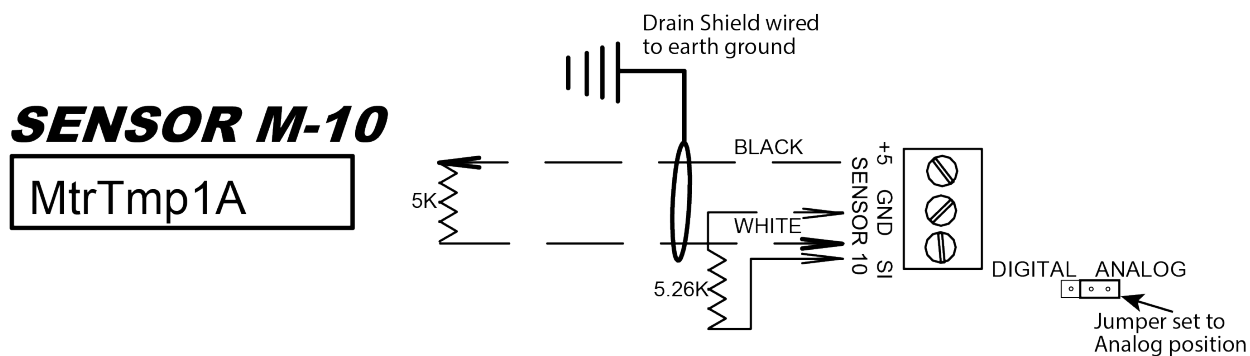 Drain Shield wired
to earth ground
SENSOR M-10
MtrTmp1A
5K
BLACK
WHITE
5.26K
SENSOR 10
+5
GND
SI
DIGITAL ANALOG
Jumper set to
Analog position